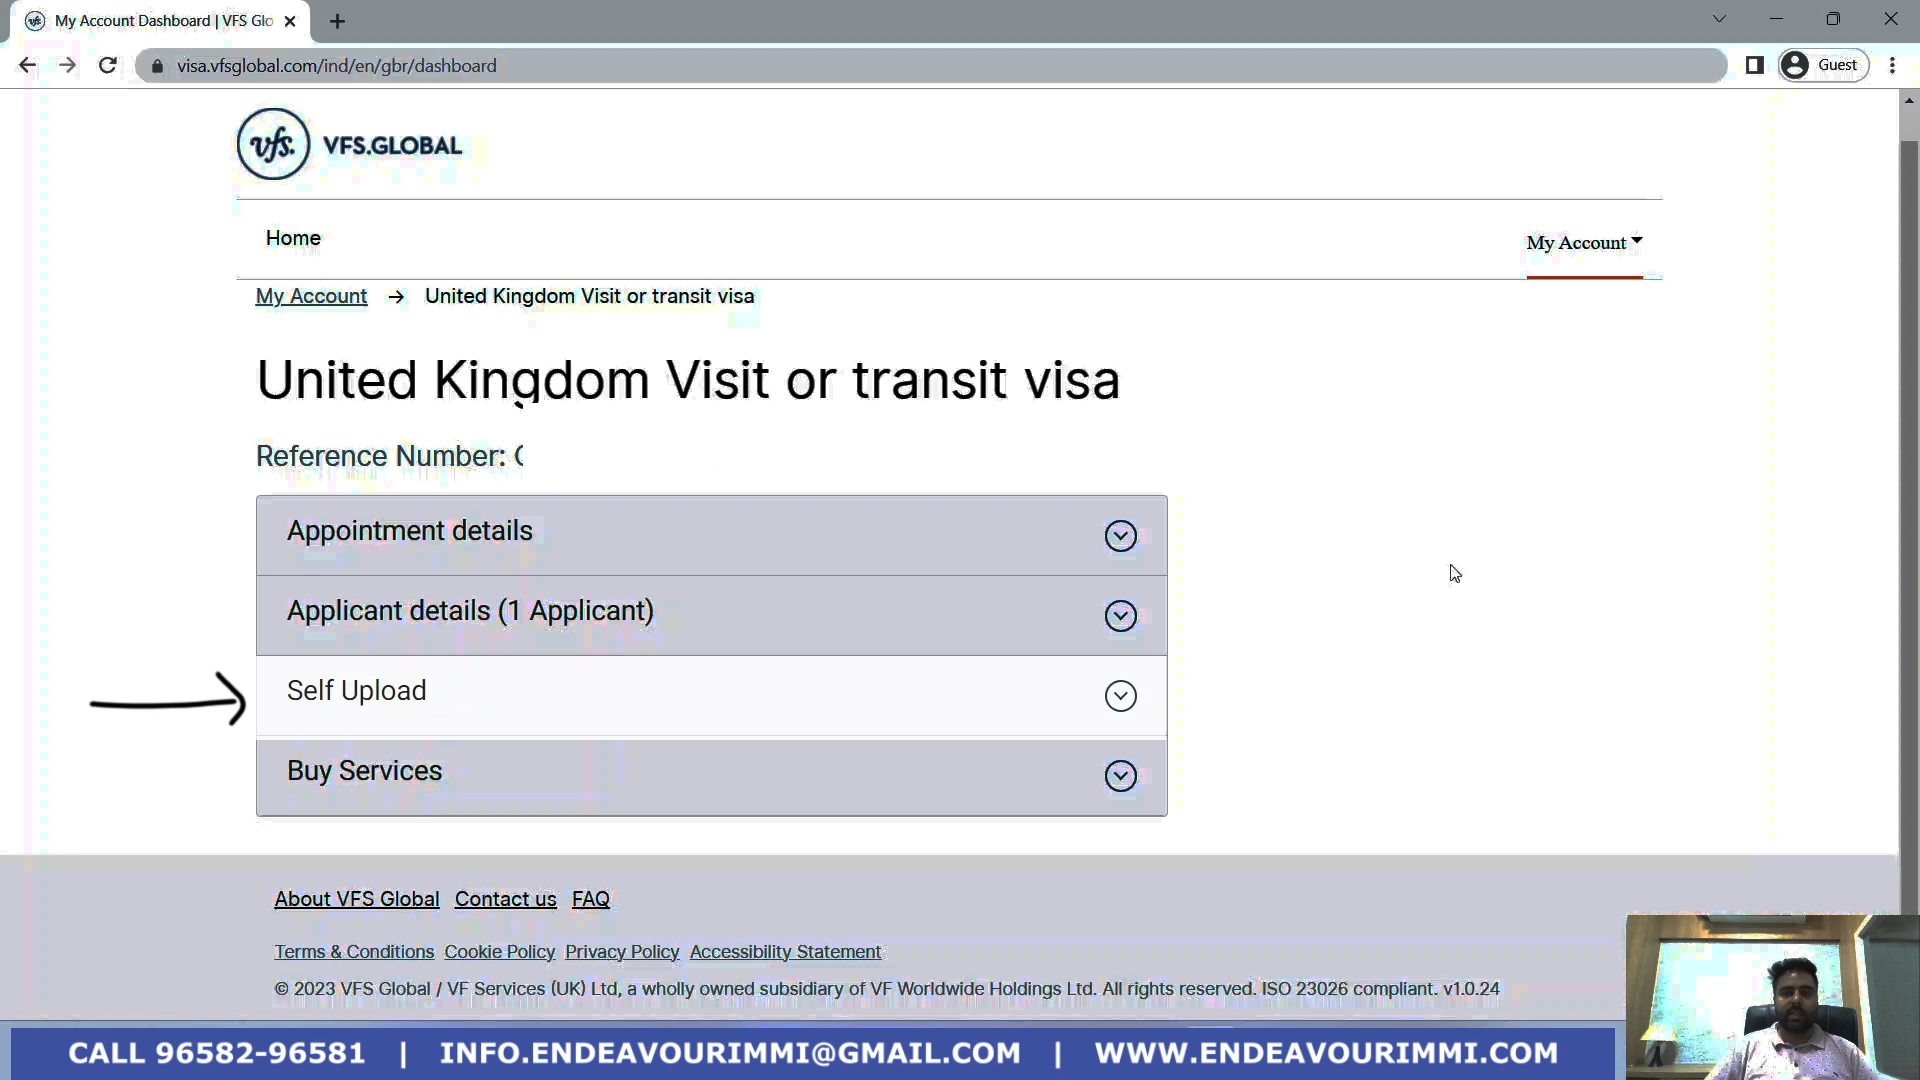 My Account Dashboard | VFS Glo
visa.vfsglobal.com/ind/en/gbr/dashboard
Guest
vfs. VFS.GLOBAL
Home
My Account
My Account → United Kingdom Visit or transit visa
United Kingdom Visit or transit visa
Reference Number:
Appointment details
Applicant details (1 Applicant)
Self Upload
Buy Services
About VFS Global Contact us FAQ
Terms & Conditions Cookie Policy Privacy Policy Accessibility Statement
© 2023 VFS Global / VF Services (UK) Ltd, a wholly owned subsidiary of VF Worldwide Holdings Ltd. All rights reserved. ISO 23026 compliant. v1.0.24
CALL 96582-96581 | INFO.ENDEAVOURIMMI@GMAIL.COM | WWW.ENDEAVOURIMMI.COM